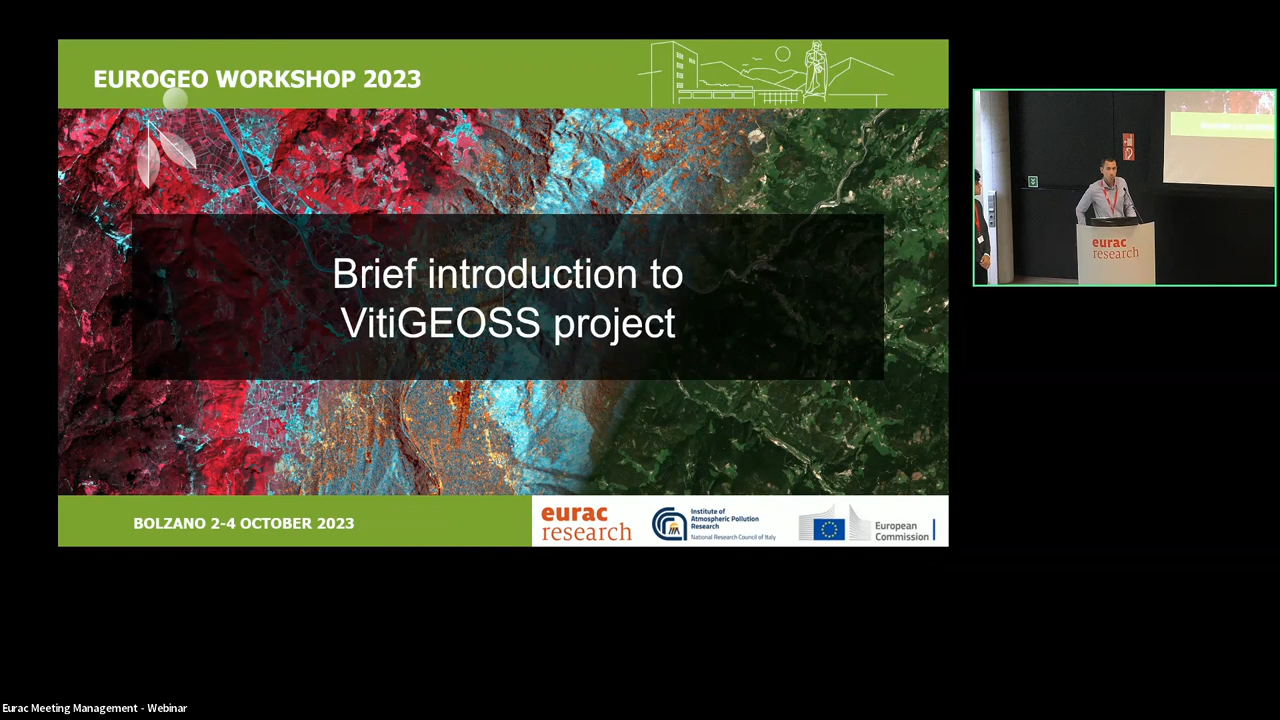 EUROGEO WORKSHOP 2023
Brief introduction to
VitiGEOSS project
BOLZANO 2-4 OCTOBER 2023
eurac
research
Institute of
Atmospheric Pollution
Research
National Research Council of Italy
European
Commission
eurac
research
Eurac Meeting Management - Webinar